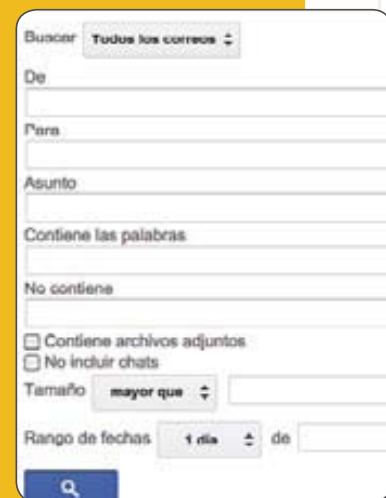 Buscar Todos los correos
De
Para
Asunto
Contiene las palabras
No contiene
Contiene archivos adjuntos
No incluir chats
Tamaño mayor que
Rango de fechas 1 día de